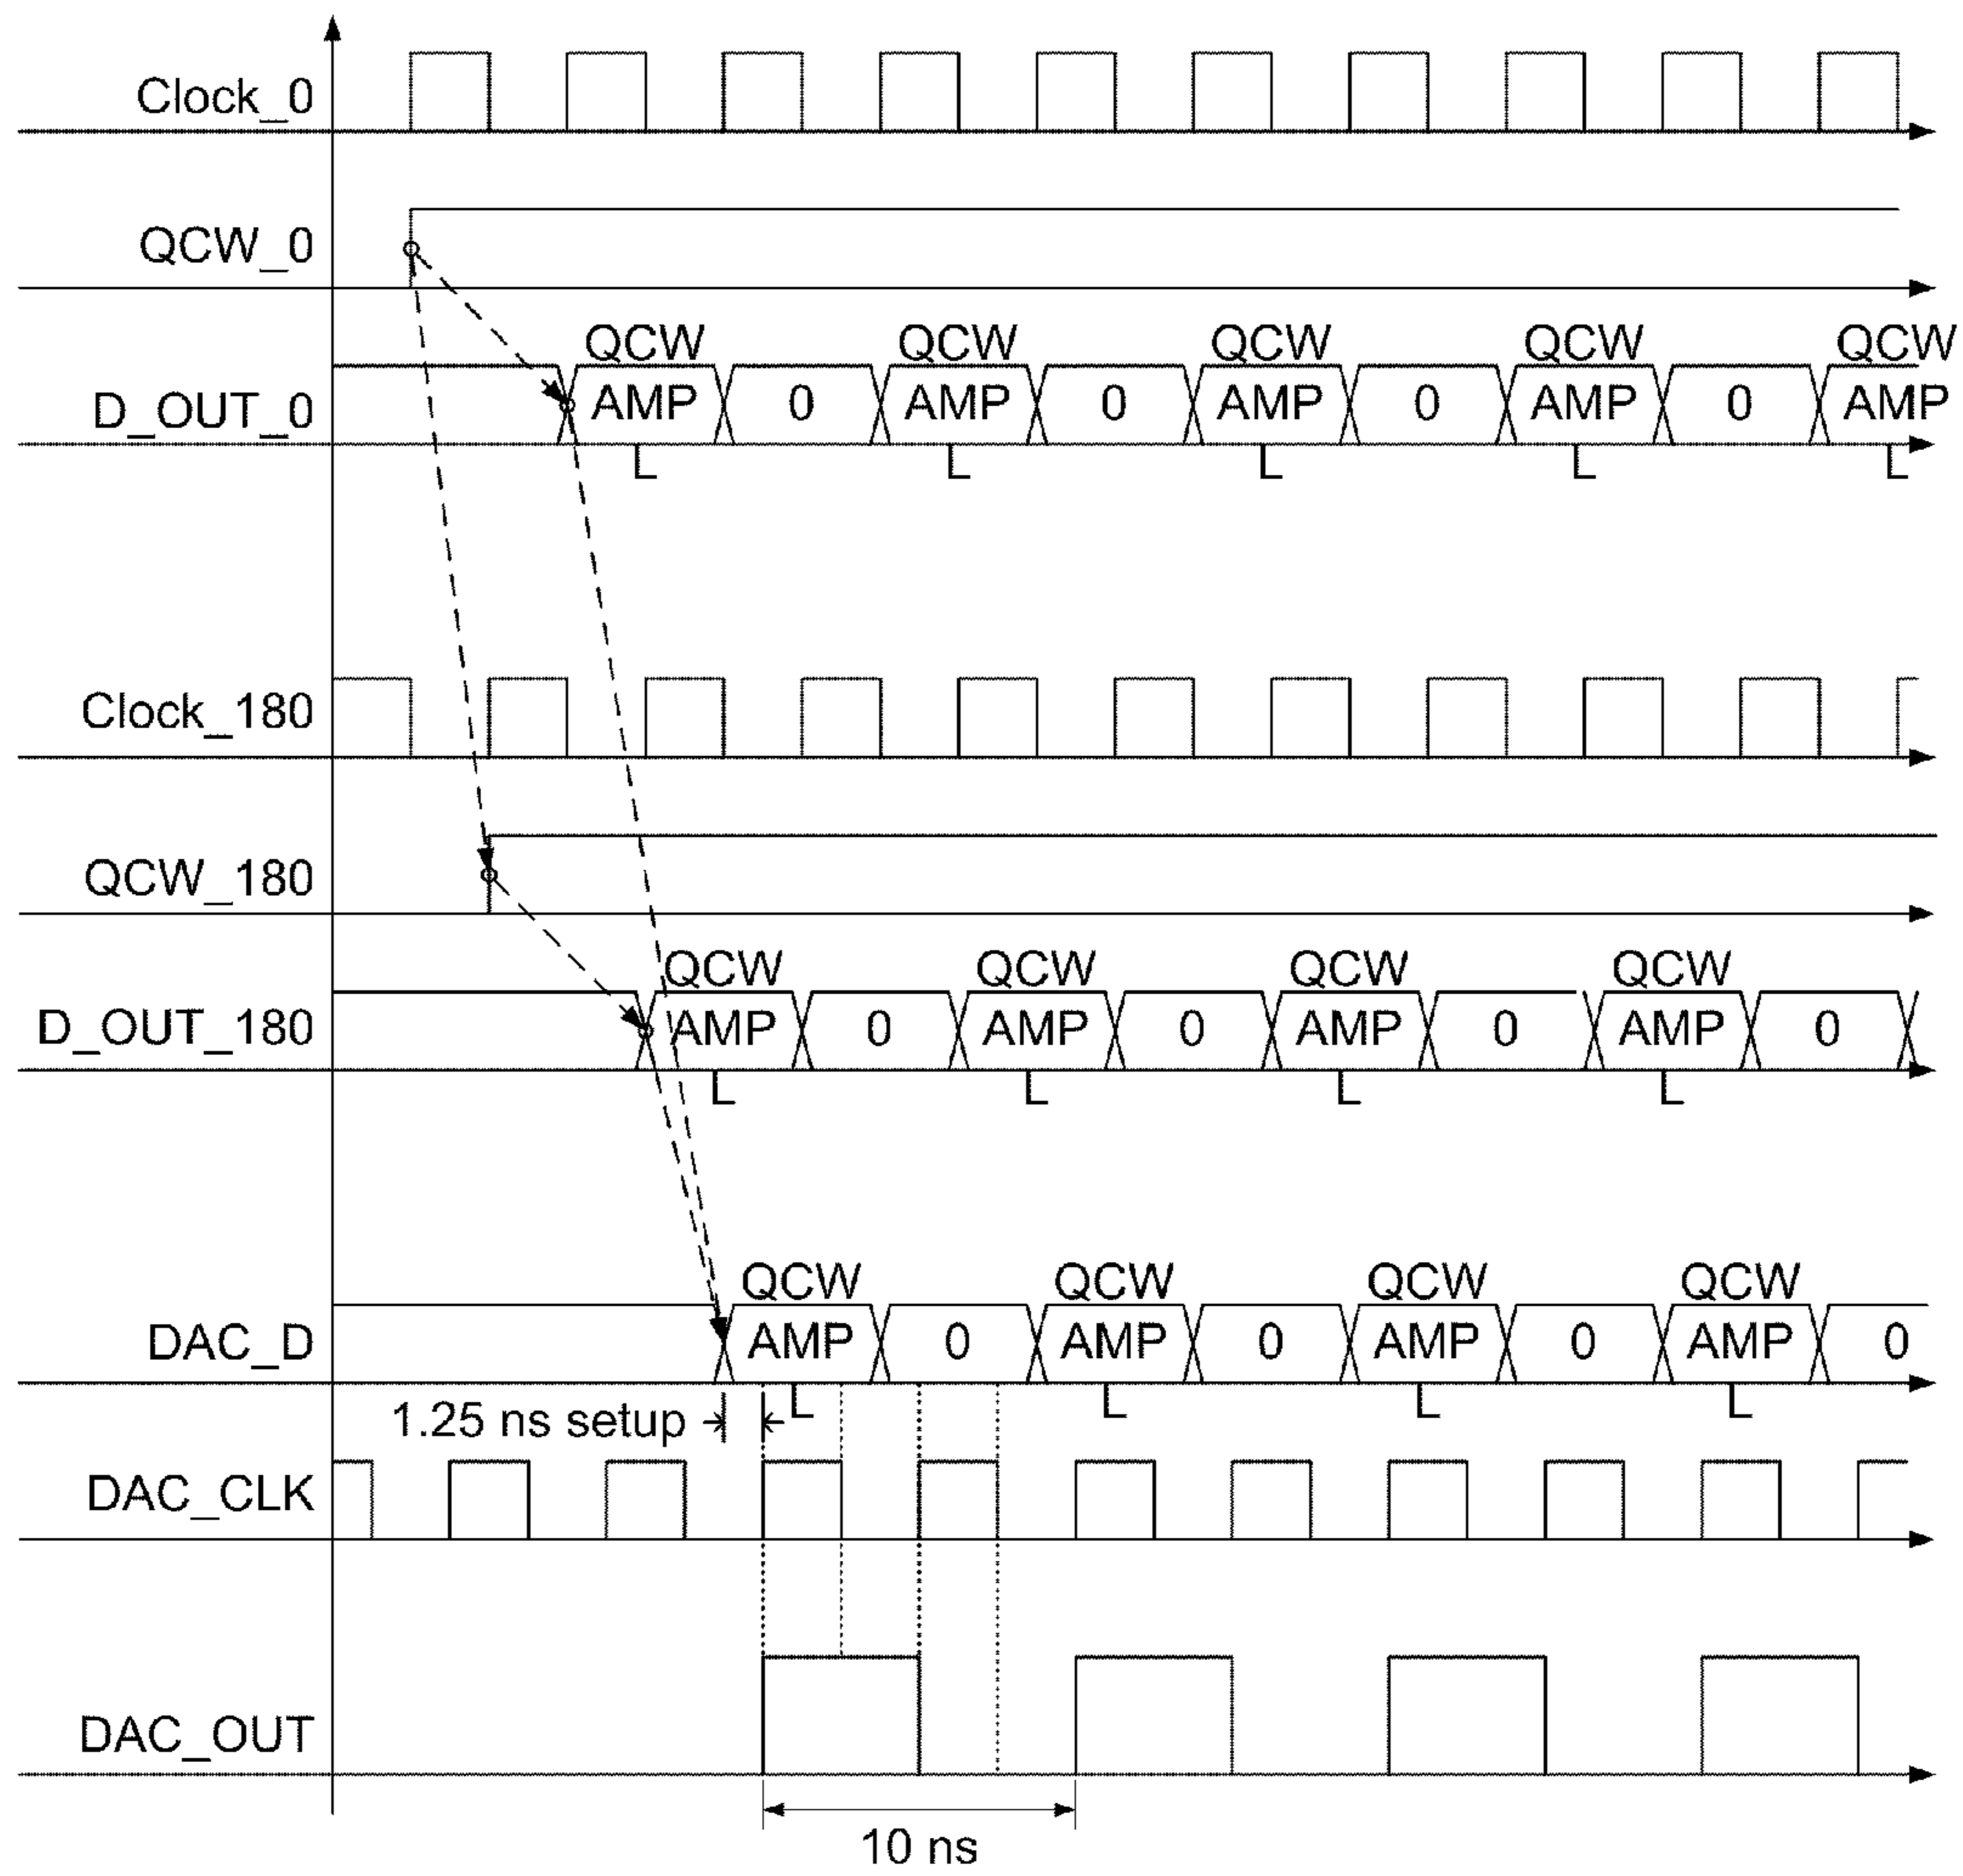 Clock_0
QCW_0
QCW QCW QCW QCW QCW
D_OUT_0 AMP 0 AMP 0 AMP 0 AMP 0 AMP
L L L L L
Clock_180
QCW_180
QCW QCW QCW QCW
D_OUT_180 AMP 0 AMP 0 AMP 0 AMP 0
L L L L
QCW QCW QCW QCW
DAC_D AMP 0 AMP 0 AMP 0 AMP 0
1.25 ns setup L L L L
DAC_CLK
DAC_OUT
10 ns